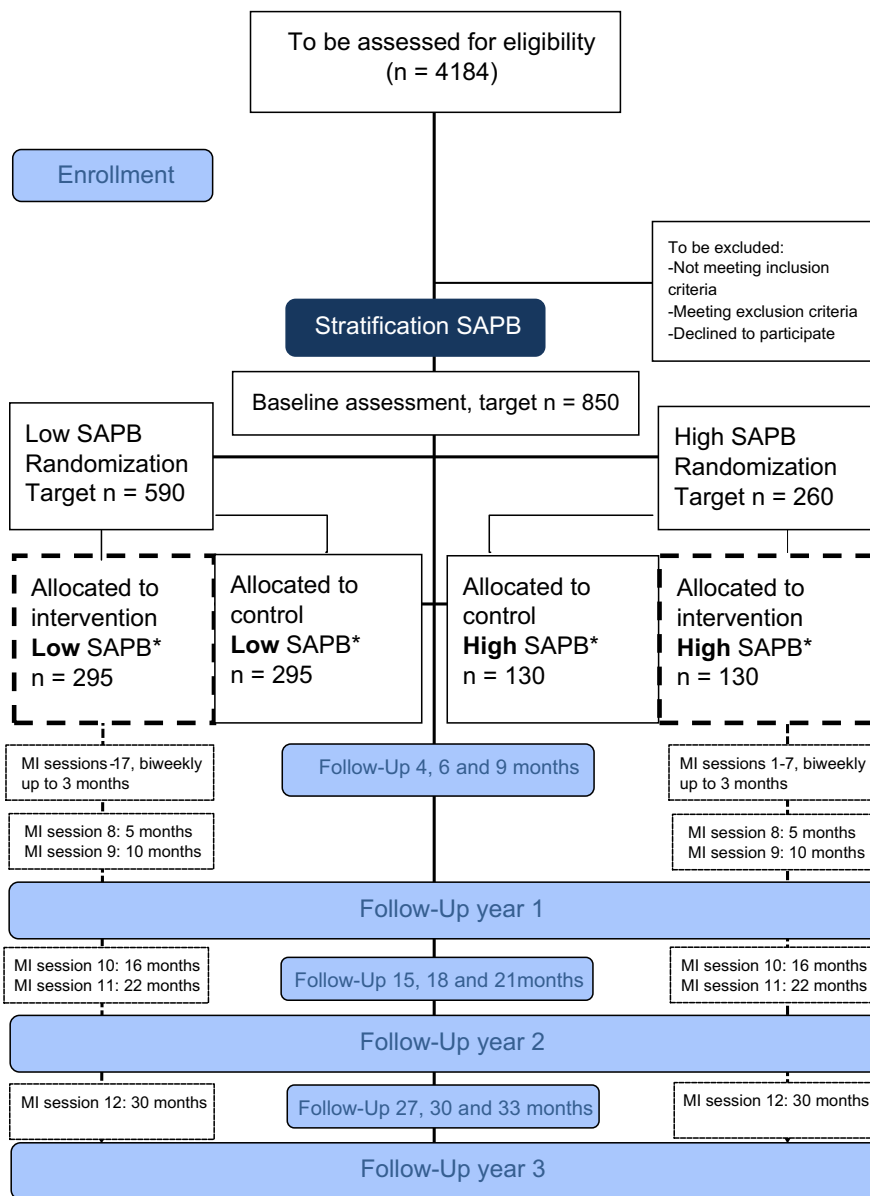 To be assessed for eligibility
(n = 4184)
Enrollment
To be excluded:
-Not meeting inclusion
criteria
-Meeting exclusion criteria
-Declined to participate
Stratification SAPB
Baseline assessment, target n = 850
Low SAPB
Randomization
Target n = 590
High SAPB
Randomization
Target n = 260
Allocated to
intervention
Low SAPB*
n = 295
Allocated to
control
Low SAPB*
n = 295
Allocated to
control
High SAPB*
n = 130
Allocated to
intervention
High SAPB*
n = 130
MI sessions-17, biweekly
up to 3 months
Follow-Up 4, 6 and 9 months
MI sessions 1-7, biweekly
up to 3 months
MI session 8: 5 months
MI session 9: 10 months
MI session 8: 5 months
MI session 9: 10 months
Follow-Up year 1
MI session 10: 16 months
MI session 11: 22 months
Follow-Up 15, 18 and 21months
MI session 10: 16 months
MI session 11: 22 months
Follow-Up year 2
MI session 12: 30 months
Follow-Up 27, 30 and 33 months
MI session 12: 30 months
Follow-Up year 3